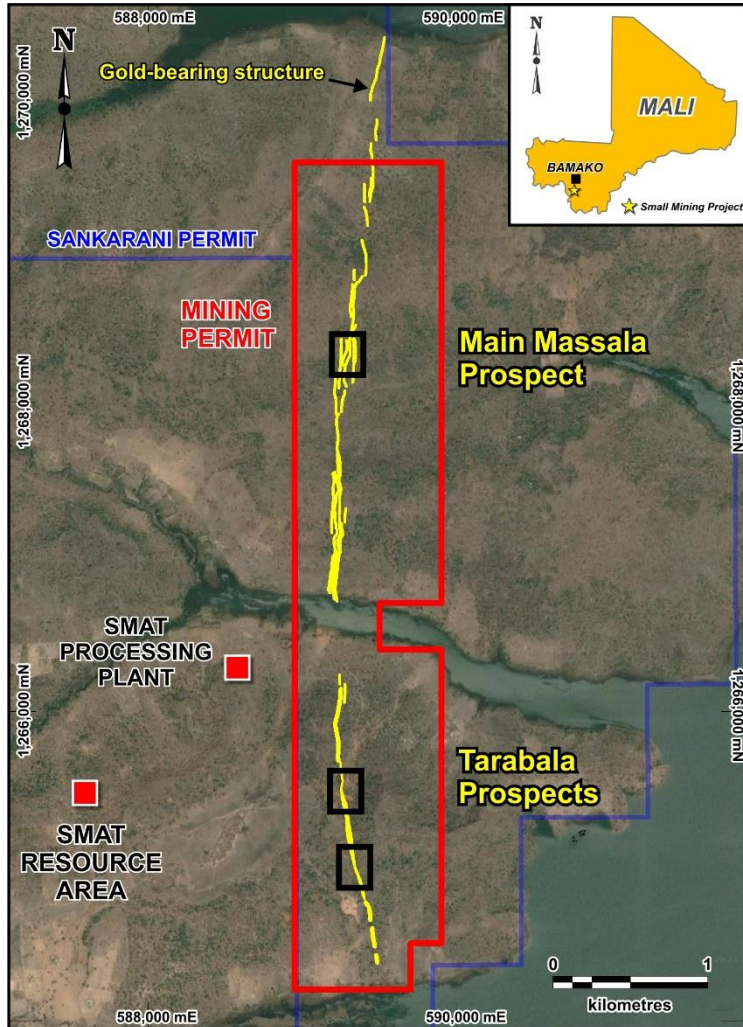 588,000 mE
590,000 mE
N
Gold-bearing structure
1,270,000 mN
N
MALI
BAMAKO
Small Mining Project
SANKARANI PERMIT
MINING
PERMIT
Main Massala
Prospect
1,268,000 mN
1,268,000 mN
SMAT
PROCESSING
PLANT
1,266,000 mN
1,266,000 mN
Tarabala
Prospects
SMAT
RESOURCE
AREA
0
1
kilometres
588,000 mE
590,000 mE